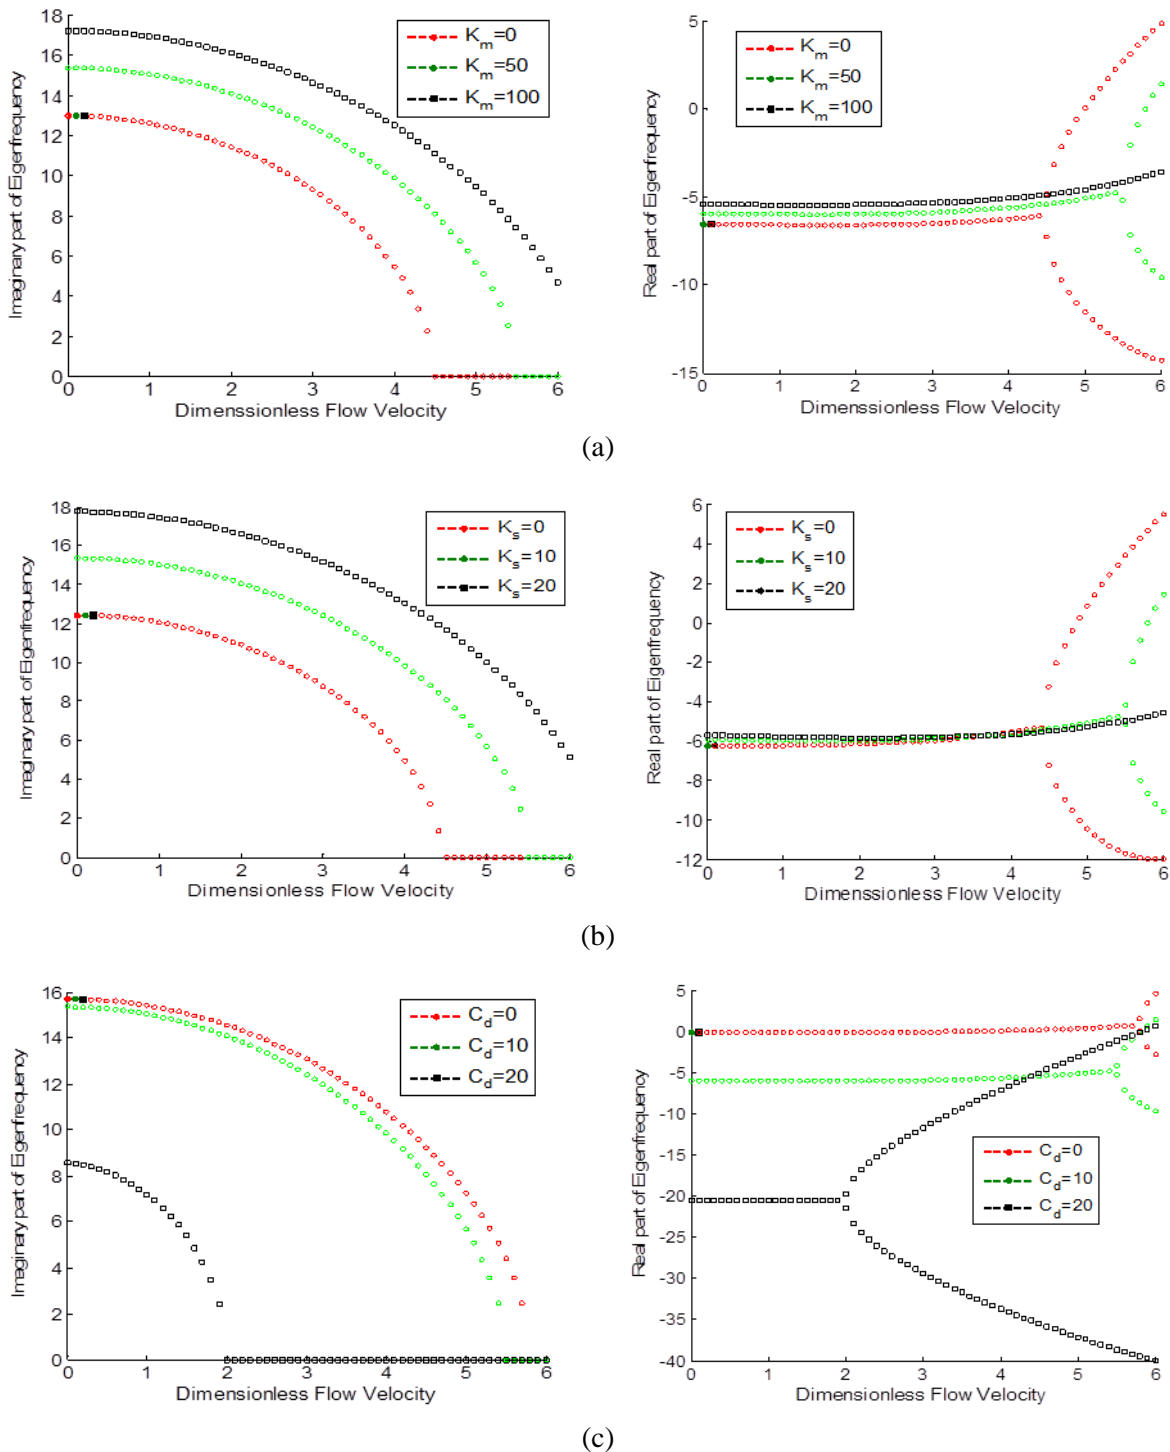 18
16
14
12
10
8
6
4
2
0
0 1 2 3 4 5 6
Imaginary part of Eigenfrequency
Dimenssionless Flow Velocity
K_m=0
K_m=50
K_m=100
5
0
-5
-10
-15
0 1 2 3 4 5 6
Real part of Eigenfrequency
Dimenssionless Flow Velocity
K_m=0
K_m=50
K_m=100
(a)
18
16
14
12
10
8
6
4
2
0
0 1 2 3 4 5 6
Imaginary part of Eigenfrequency
Dimensionless Flow Velocity
K_s=0
K_s=10
K_s=20
6
4
2
0
-2
-4
-6
-8
-10
-12
0 1 2 3 4 5 6
Real part of Eigenfrequency
Dimenssionless Flow Velocity
K_s=0
K_s=10
K_s=20
(b)
16
14
12
10
8
6
4
2
0
0 1 2 3 4 5 6
Imaginary part of Eigenfrequency
Dimensionless Flow Velocity
C_d=0
C_d=10
C_d=20
5
0
-5
-10
-15
-20
-25
-30
-35
-40
0 1 2 3 4 5 6
Real part of Eigenfrequency
Dimensionless Flow Velocity
C_d=0
C_d=10
C_d=20
(c)